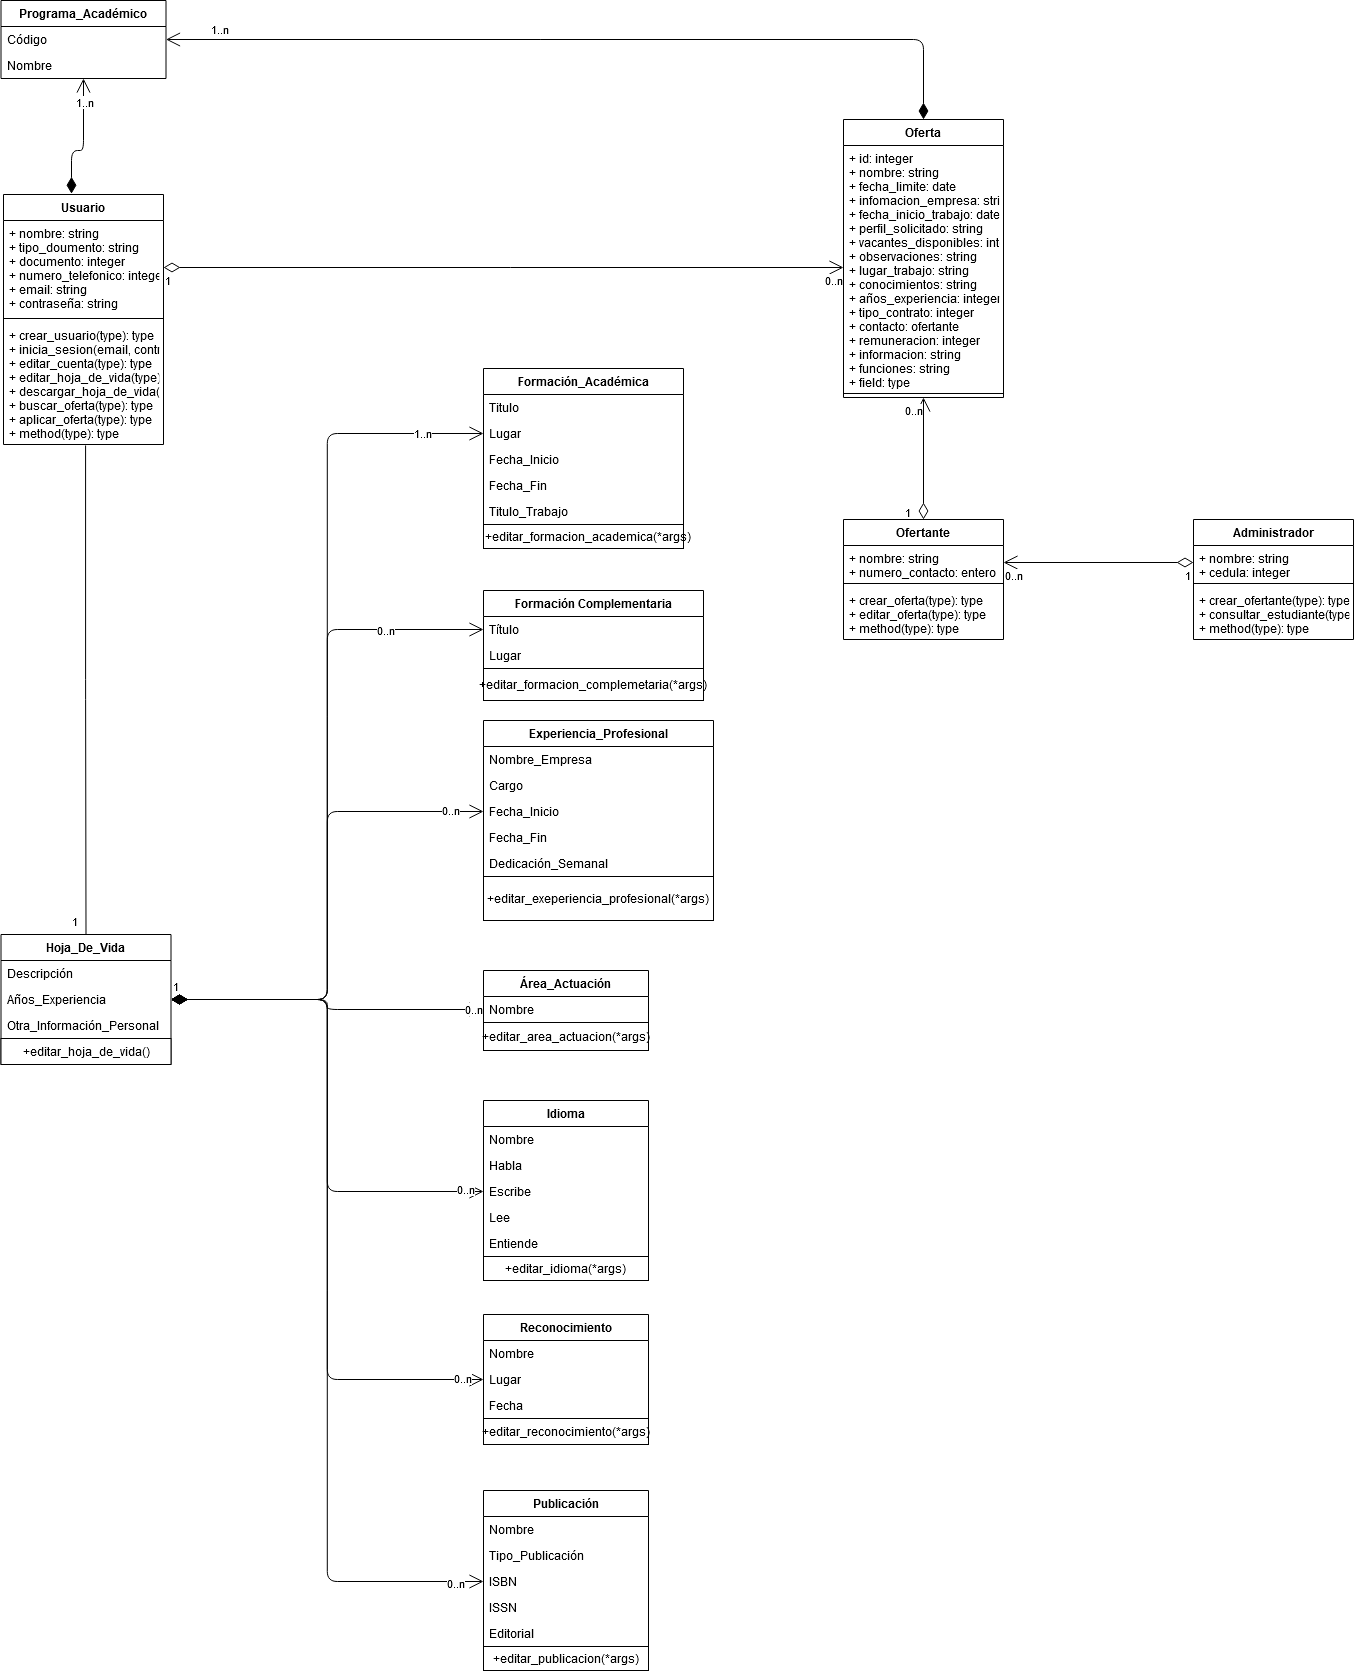 Programa_Académico
Código
Nombre
1..n
1..n
Usuario
+ nombre: string
+ tipo_doumento: string
+ documento: integer
+ numero_telefonico: intege
+ email: string
+ contraseña: string
+ crear_usuario(type): type
+ inicia_sesion(email, contr
+ editar_cuenta(type): type
+ editar_hoja_de_vida(type)
+ descargar_hoja_de_vida(
+ buscar_oferta(type): type
+ aplicar_oferta(type): type
+ method(type): type
1
0..n
Oferta
+ id: integer
+ nombre: string
+ fecha_limite: date
+ infomacion_empresa: stri
+ fecha_inicio_trabajo: date
+ perfil_solicitado: string
+ vacantes_disponibles: int
+ observaciones: string
+ lugar_trabajo: string
+ conocimientos: string
+ años_experiencia: integer
+ tipo_contrato: integer
+ contacto: ofertante
+ remuneracion: integer
+ informacion: string
+ funciones: string
+ field: type
0..n
1
Ofertante
+ nombre: string
+ numero_contacto: entero
+ crear_oferta(type): type
+ editar_oferta(type): type
+ method(type): type
0..n
1
Administrador
+ nombre: string
+ cedula: integer
+ crear_ofertante(type): type
+ consultar_estudiante(type
+ method(type): type
Formación_Académica
Titulo
Lugar
Fecha_Inicio
Fecha_Fin
Titulo_Trabajo
+editar_formacion_academica(*args)
1..n
Formación Complementaria
Título
Lugar
+editar_formacion_complemetaria(*args)
0..n
Experiencia_Profesional
Nombre_Empresa
Cargo
Fecha_Inicio
Fecha_Fin
Dedicación_Semanal
+editar_exeperiencia_profesional(*args)
0..n
1
Hoja_De_Vida
Descripción
Años_Experiencia
Otra_Información_Personal
+editar_hoja_de_vida()
1
Área_Actuación
Nombre
+editar_area_actuacion(*args)
0..n
Idioma
Nombre
Habla
Escribe
Lee
Entiende
+editar_idioma(*args)
0..n
Reconocimiento
Nombre
Lugar
Fecha
+editar_reconocimiento(*args)
0..n
Publicación
Nombre
Tipo_Publicación
ISBN
ISSN
Editorial
+editar_publicacion(*args)
0..n